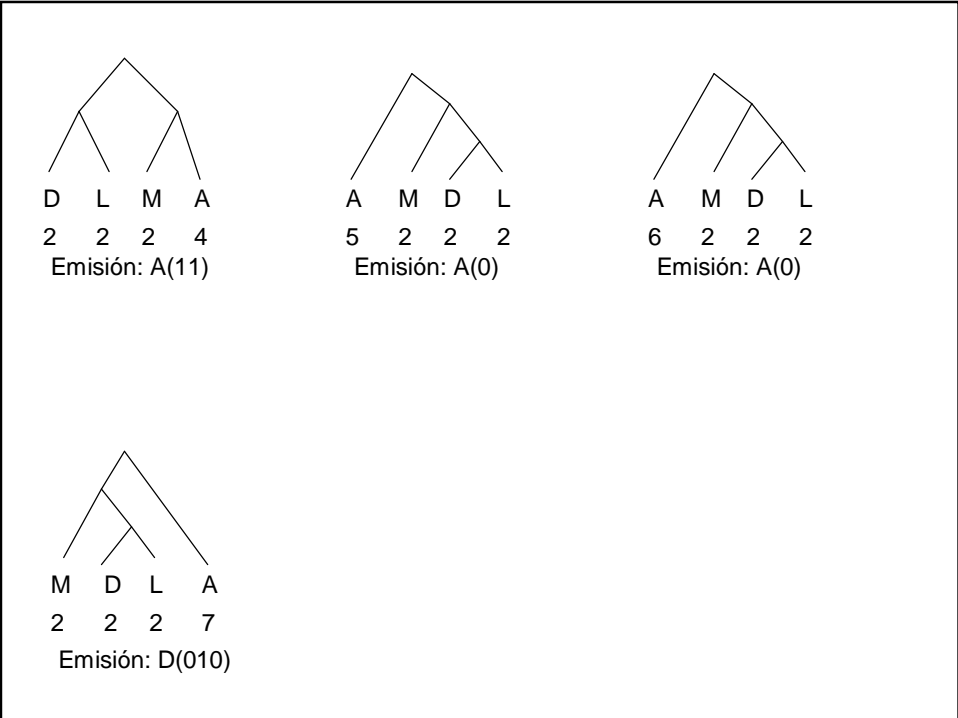 D L M A
2 2 2 4
Emisión: A(11)
A M D L
5 2 2 2
Emisión: A(0)
A M D L
6 2 2 2
Emisión: A(0)
M D L A
2 2 2 7
Emisión: D(010)